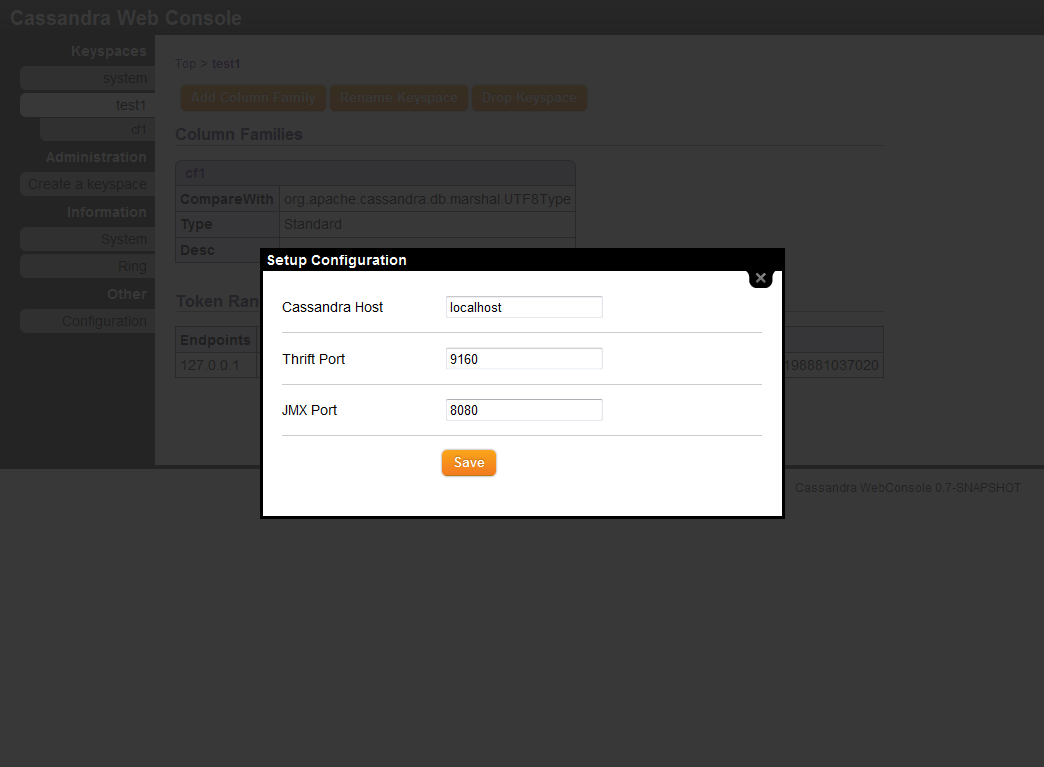 Cassandra Web Console
Keyspaces
system
test1
cf1
Administration
Create a keyspace
Information
System
Ring
Other
Configuration
Top > test1
Add Column Family Rename Keyspace Drop Keyspace
Column Families
cf1
CompareWith org.apache.cassandra.db.marshal.UTF8Type
Type Standard
Desc
Token Ran
Endpoints
127.0.0.1 198881037020
Setup Configuration
Cassandra Host localhost
Thrift Port 9160
JMX Port 8080
Save
Cassandra WebConsole 0.7-SNAPSHOT